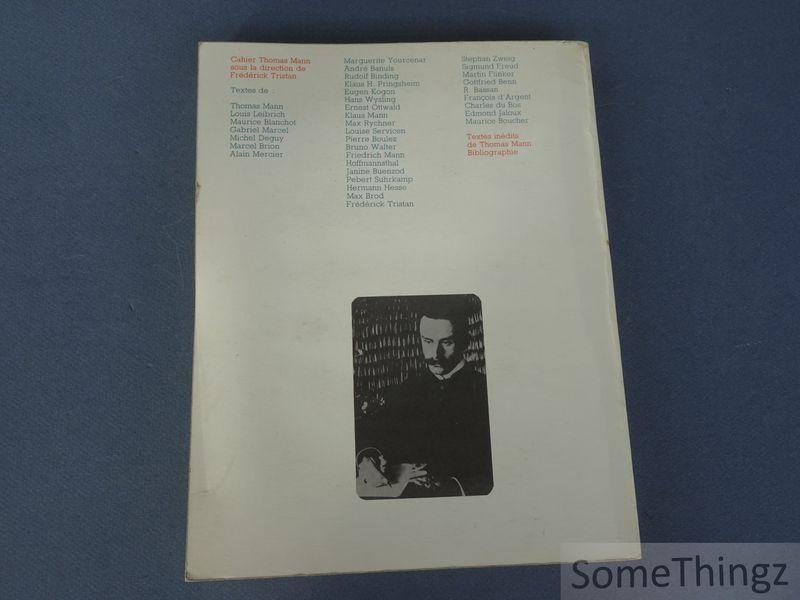 Cahier Thomas Mann
sous la direction de
Frédérick Tristan
Textes de :
Thomas Mann
Louis Leibrich
Maurice Blanchot
Gabriel Marcel
Michel Deguy
Marcel Brion
Alain Mercier
Marguerite Yourcenar
André Banuls
Rudolf Binding
Klaus H. Pringsheim
Eugen Kogon
Hans Wysling
Ernest Ottwald
Klaus Mann
Max Rychner
Louise Servicen
Pierre Boulez
Bruno Walter
Friedrich Mann
Hoffmannsthal
Janine Buenzod
Pebert Suhrkamp
Hermann Hesse
Max Brod
Frédérick Tristan
Stephan Zweig
Sigmund Freud
Martin Flinker
Gottfried Benn
R. Bassan
François d'Argent
Charles du Bos
Edmond Jaloux
Maurice Boucher
Textes inédits
de Thomas Mann
Bibliographie
SomeThingz